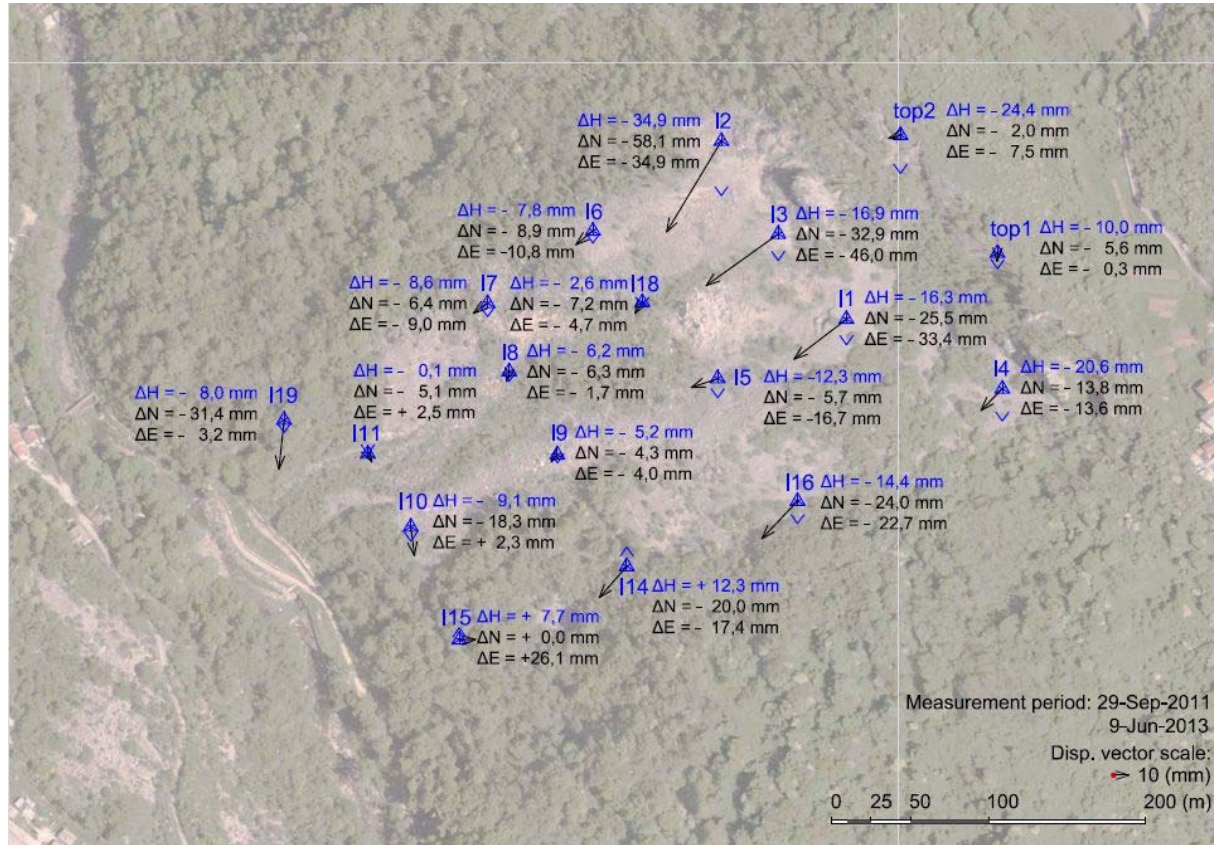 ΔH = - 34,9 mm I2
ΔN = - 58,1 mm
ΔE = - 34,9 mm
top2 ΔH = - 24,4 mm
ΔN = - 2,0 mm
ΔE = - 7,5 mm
ΔH = - 7,8 mm I6
ΔN = - 8,9 mm
ΔE = -10,8 mm
I3 ΔH = - 16,9 mm
ΔN = - 32,9 mm
ΔE = - 46,0 mm
top1 ΔH = - 10,0 mm
ΔN = - 5,6 mm
ΔE = - 0,3 mm
ΔH = - 8,6 mm I7
ΔN = - 6,4 mm
ΔE = - 9,0 mm
ΔH = - 2,6 mm I18
ΔN = - 7,2 mm
ΔE = - 4,7 mm
I1 ΔH = - 16,3 mm
ΔN = - 25,5 mm
ΔE = - 33,4 mm
I8 ΔH = - 6,2 mm
ΔN = - 6,3 mm
ΔE = - 1,7 mm
ΔH = - 0,1 mm
ΔN = - 5,1 mm
ΔE = + 2,5 mm
I11
I5 ΔH = -12,3 mm
ΔN = - 5,7 mm
ΔE = -16,7 mm
I4 ΔH = - 20,6 mm
ΔN = - 13,8 mm
ΔE = - 13,6 mm
ΔH = - 8,0 mm I19
ΔN = - 31,4 mm
ΔE = - 3,2 mm
I9 ΔH = - 5,2 mm
ΔN = - 4,3 mm
ΔE = - 4,0 mm
I16 ΔH = - 14,4 mm
ΔN = - 24,0 mm
ΔE = - 22,7 mm
I10 ΔH = - 9,1 mm
ΔN = - 18,3 mm
ΔE = + 2,3 mm
I14 ΔH = + 12,3 mm
ΔN = - 20,0 mm
ΔE = - 17,4 mm
I15 ΔH = + 7,7 mm
ΔN = + 0,0 mm
ΔE = +26,1 mm
Measurement period: 29-Sep-2011
9-Jun-2013
Disp. vector scale:
10 (mm)
0 25 50 100 200 (m)